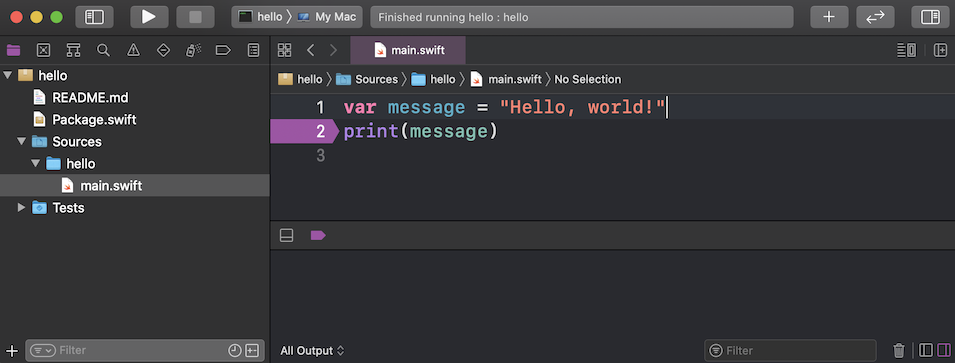 hello 〉 My Mac
Finished running hello : hello
main.swift
hello
README.md
Package.swift
Sources
hello
main.swift
Tests
hello 〉 Sources 〉 hello 〉 main.swift 〉 No Selection
1 var message = "Hello, world!"
2 print(message)
3
Filter
All Output
Filter